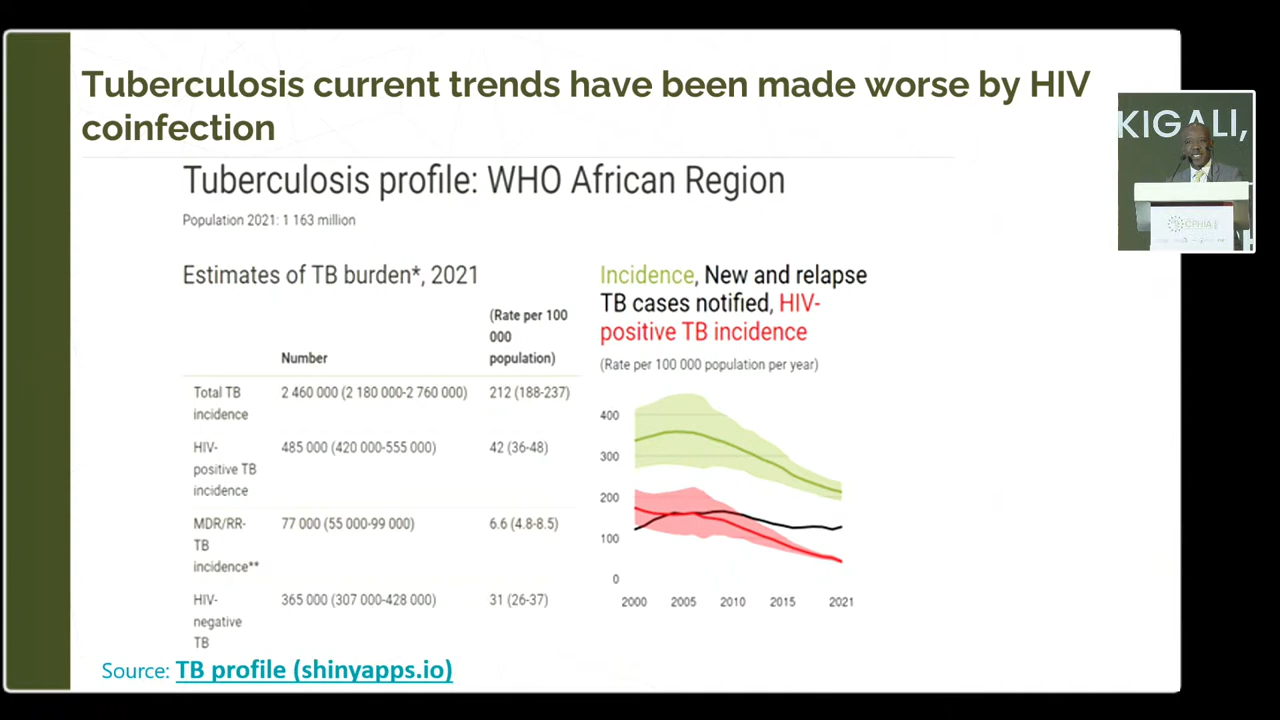 Tuberculosis current trends have been made worse by HIV
coinfection
KIGALI,
CPHIA
Tuberculosis profile: WHO African Region
Population 2021: 1 163 million
Estimates of TB burden*, 2021
(Rate per 100
000
Number population)
Total TB 2 460 000 (2 180 000-2 760 000) 212 (188-237)
incidence
HIV- 485 000 (420 000-555 000) 42 (36-48)
positive TB
incidence
MDR/RR- 77 000 (55 000-99 000) 6.6 (4.8-8.5)
TB
incidence**
HIV- 365 000 (307 000-428 000) 31 (26-37)
negative
TB
Incidence, New and relapse
TB cases notified, HIV-
positive TB incidence
(Rate per 100 000 population per year)
400
300
200
100
0
2000 2005 2010 2015 2021
Source: TB profile (shinyapps.io)